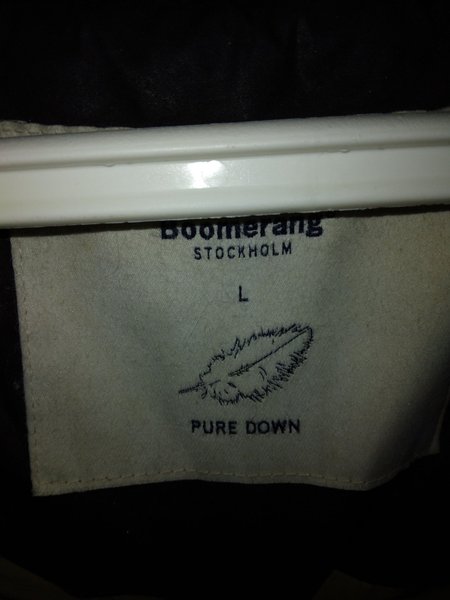 Boomerang
STOCKHOLM
L
PURE DOWN